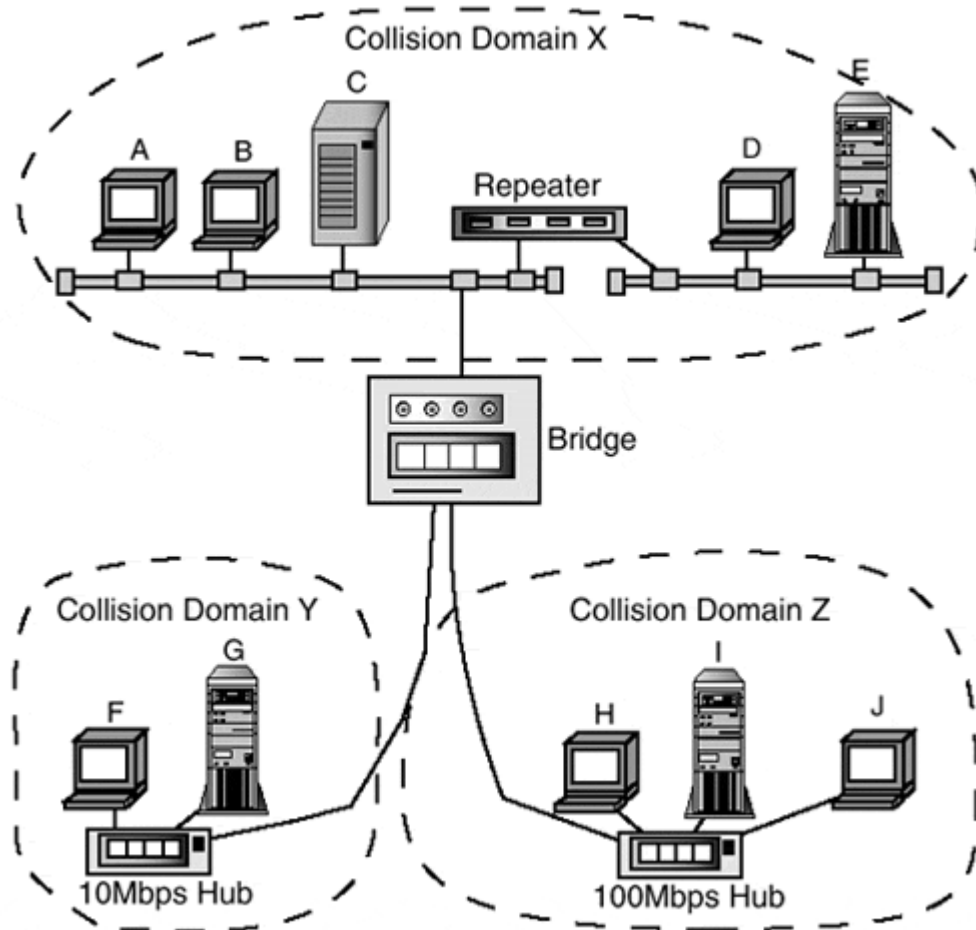 Collision Domain X
A
B
C
Repeater
D
E
Bridge
Collision Domain Y
F
G
10Mbps Hub
Collision Domain Z
H
I
J
100Mbps Hub